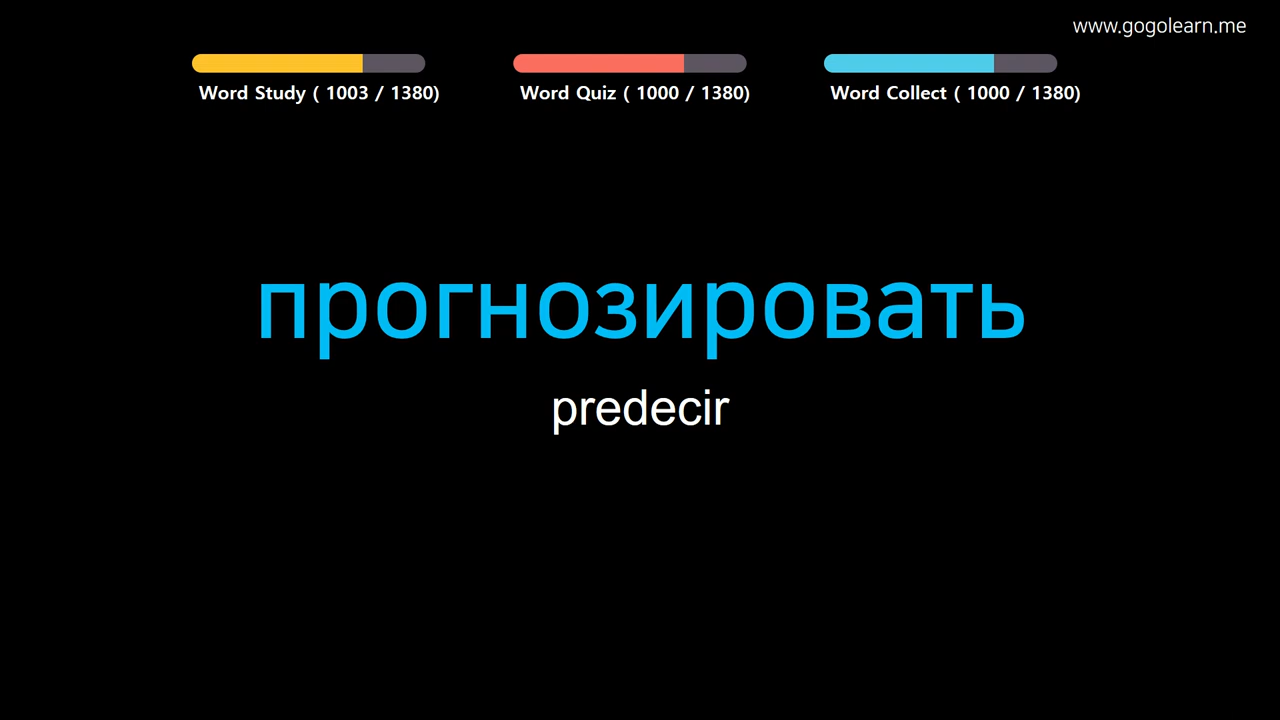 www.gogolearn.me
Word Study ( 1003 / 1380)
Word Quiz ( 1000 / 1380)
Word Collect ( 1000 / 1380)
прогнозировать
predecir